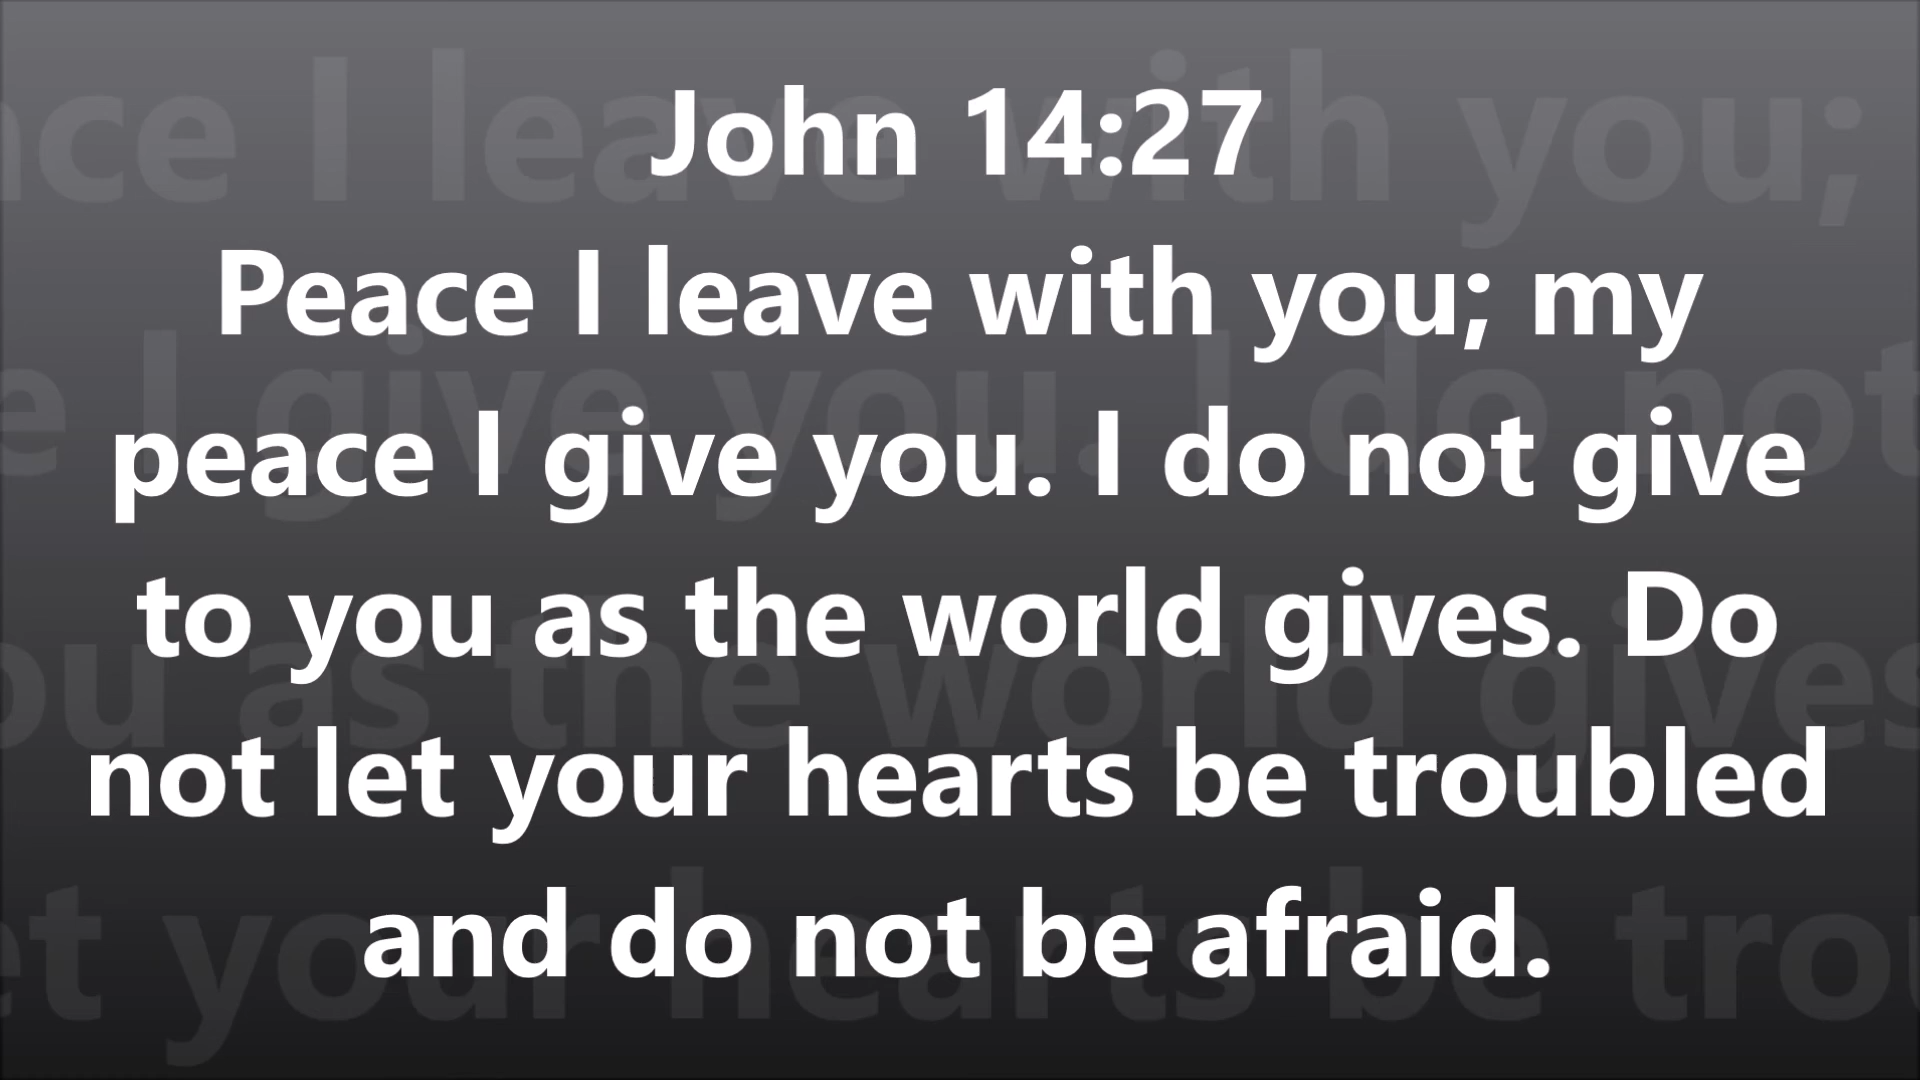 John 14:27
Peace I leave with you; my
peace I give you. I do not give
to you as the world gives. Do
not let your hearts be troubled
and do not be afraid.